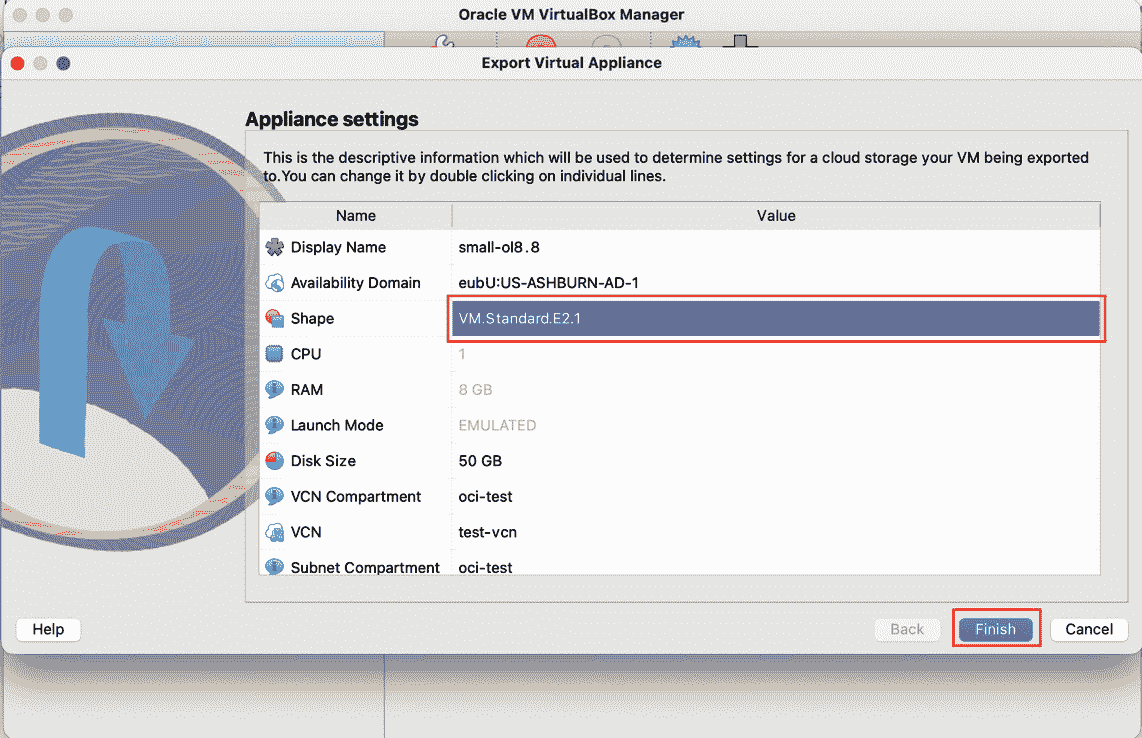 Oracle VM VirtualBox Manager
Export Virtual Appliance
Appliance settings
This is the descriptive information which will be used to determine settings for a cloud storage your VM being exported
to.You can change it by double clicking on individual lines.
Name Value
Display Name small-ol8.8
Availability Domain eubU:US-ASHBURN-AD-1
Shape VM.Standard.E2.1
CPU 1
RAM 8 GB
Launch Mode EMULATED
Disk Size 50 GB
VCN Compartment oci-test
VCN test-vcn
Subnet Compartment oci-test
Help Back Finish Cancel